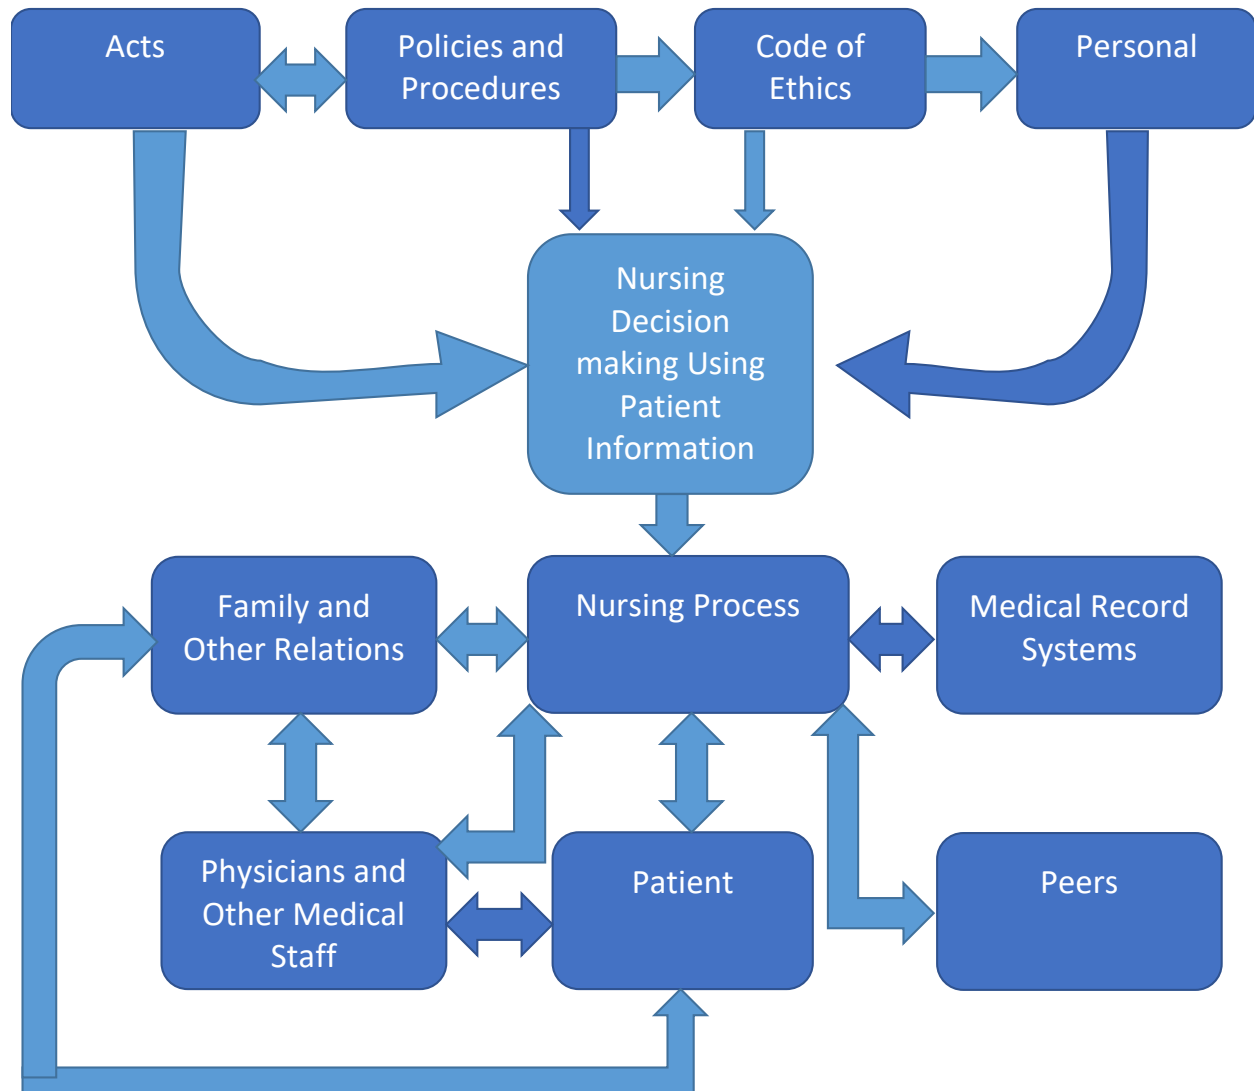 Acts
Policies and
Procedures
Code of
Ethics
Personal
Nursing
Decision
making Using
Patient
Information
Family and
Other Relations
Nursing Process
Medical Record
Systems
Physicians and
Other Medical
Staff
Patient
Peers